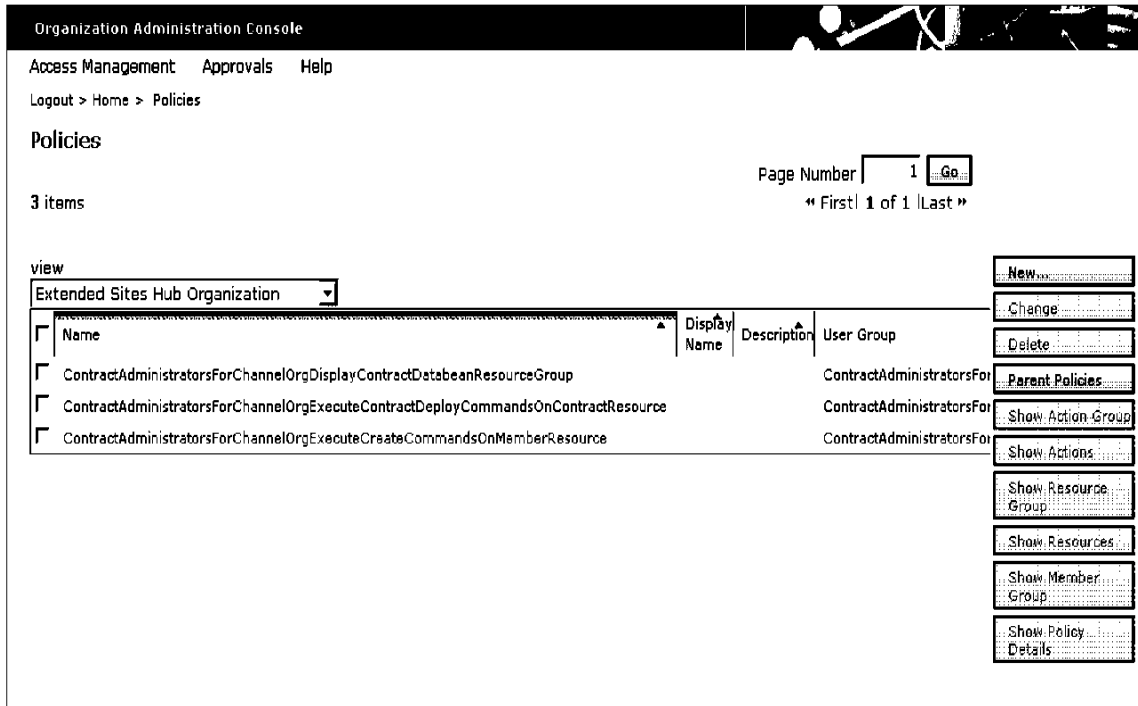 Organization Administration Console
Access Management Approvals Help
Logout > Home > Policies
Policies
Page Number 1 Go
3 items
« First| 1 of 1 |Last »
view
Extended Sites Hub Organization
Name Display Name Description User Group
ContractAdministratorsForChannelOrgDisplayContractDatabeanResourceGroup ContractAdministratorsFor
ContractAdministratorsForChannelOrgExecuteContractDeployCommandsOnContractResource ContractAdministratorsFor
ContractAdministratorsForChannelOrgExecuteCreateCommandsOnMemberResource ContractAdministratorsFor
New...
Change
Delete
Parent Policies
Show Action Group
Show Actions
Show Resource
Group
Show Resources
Show Member
Group
Show Policy
Details